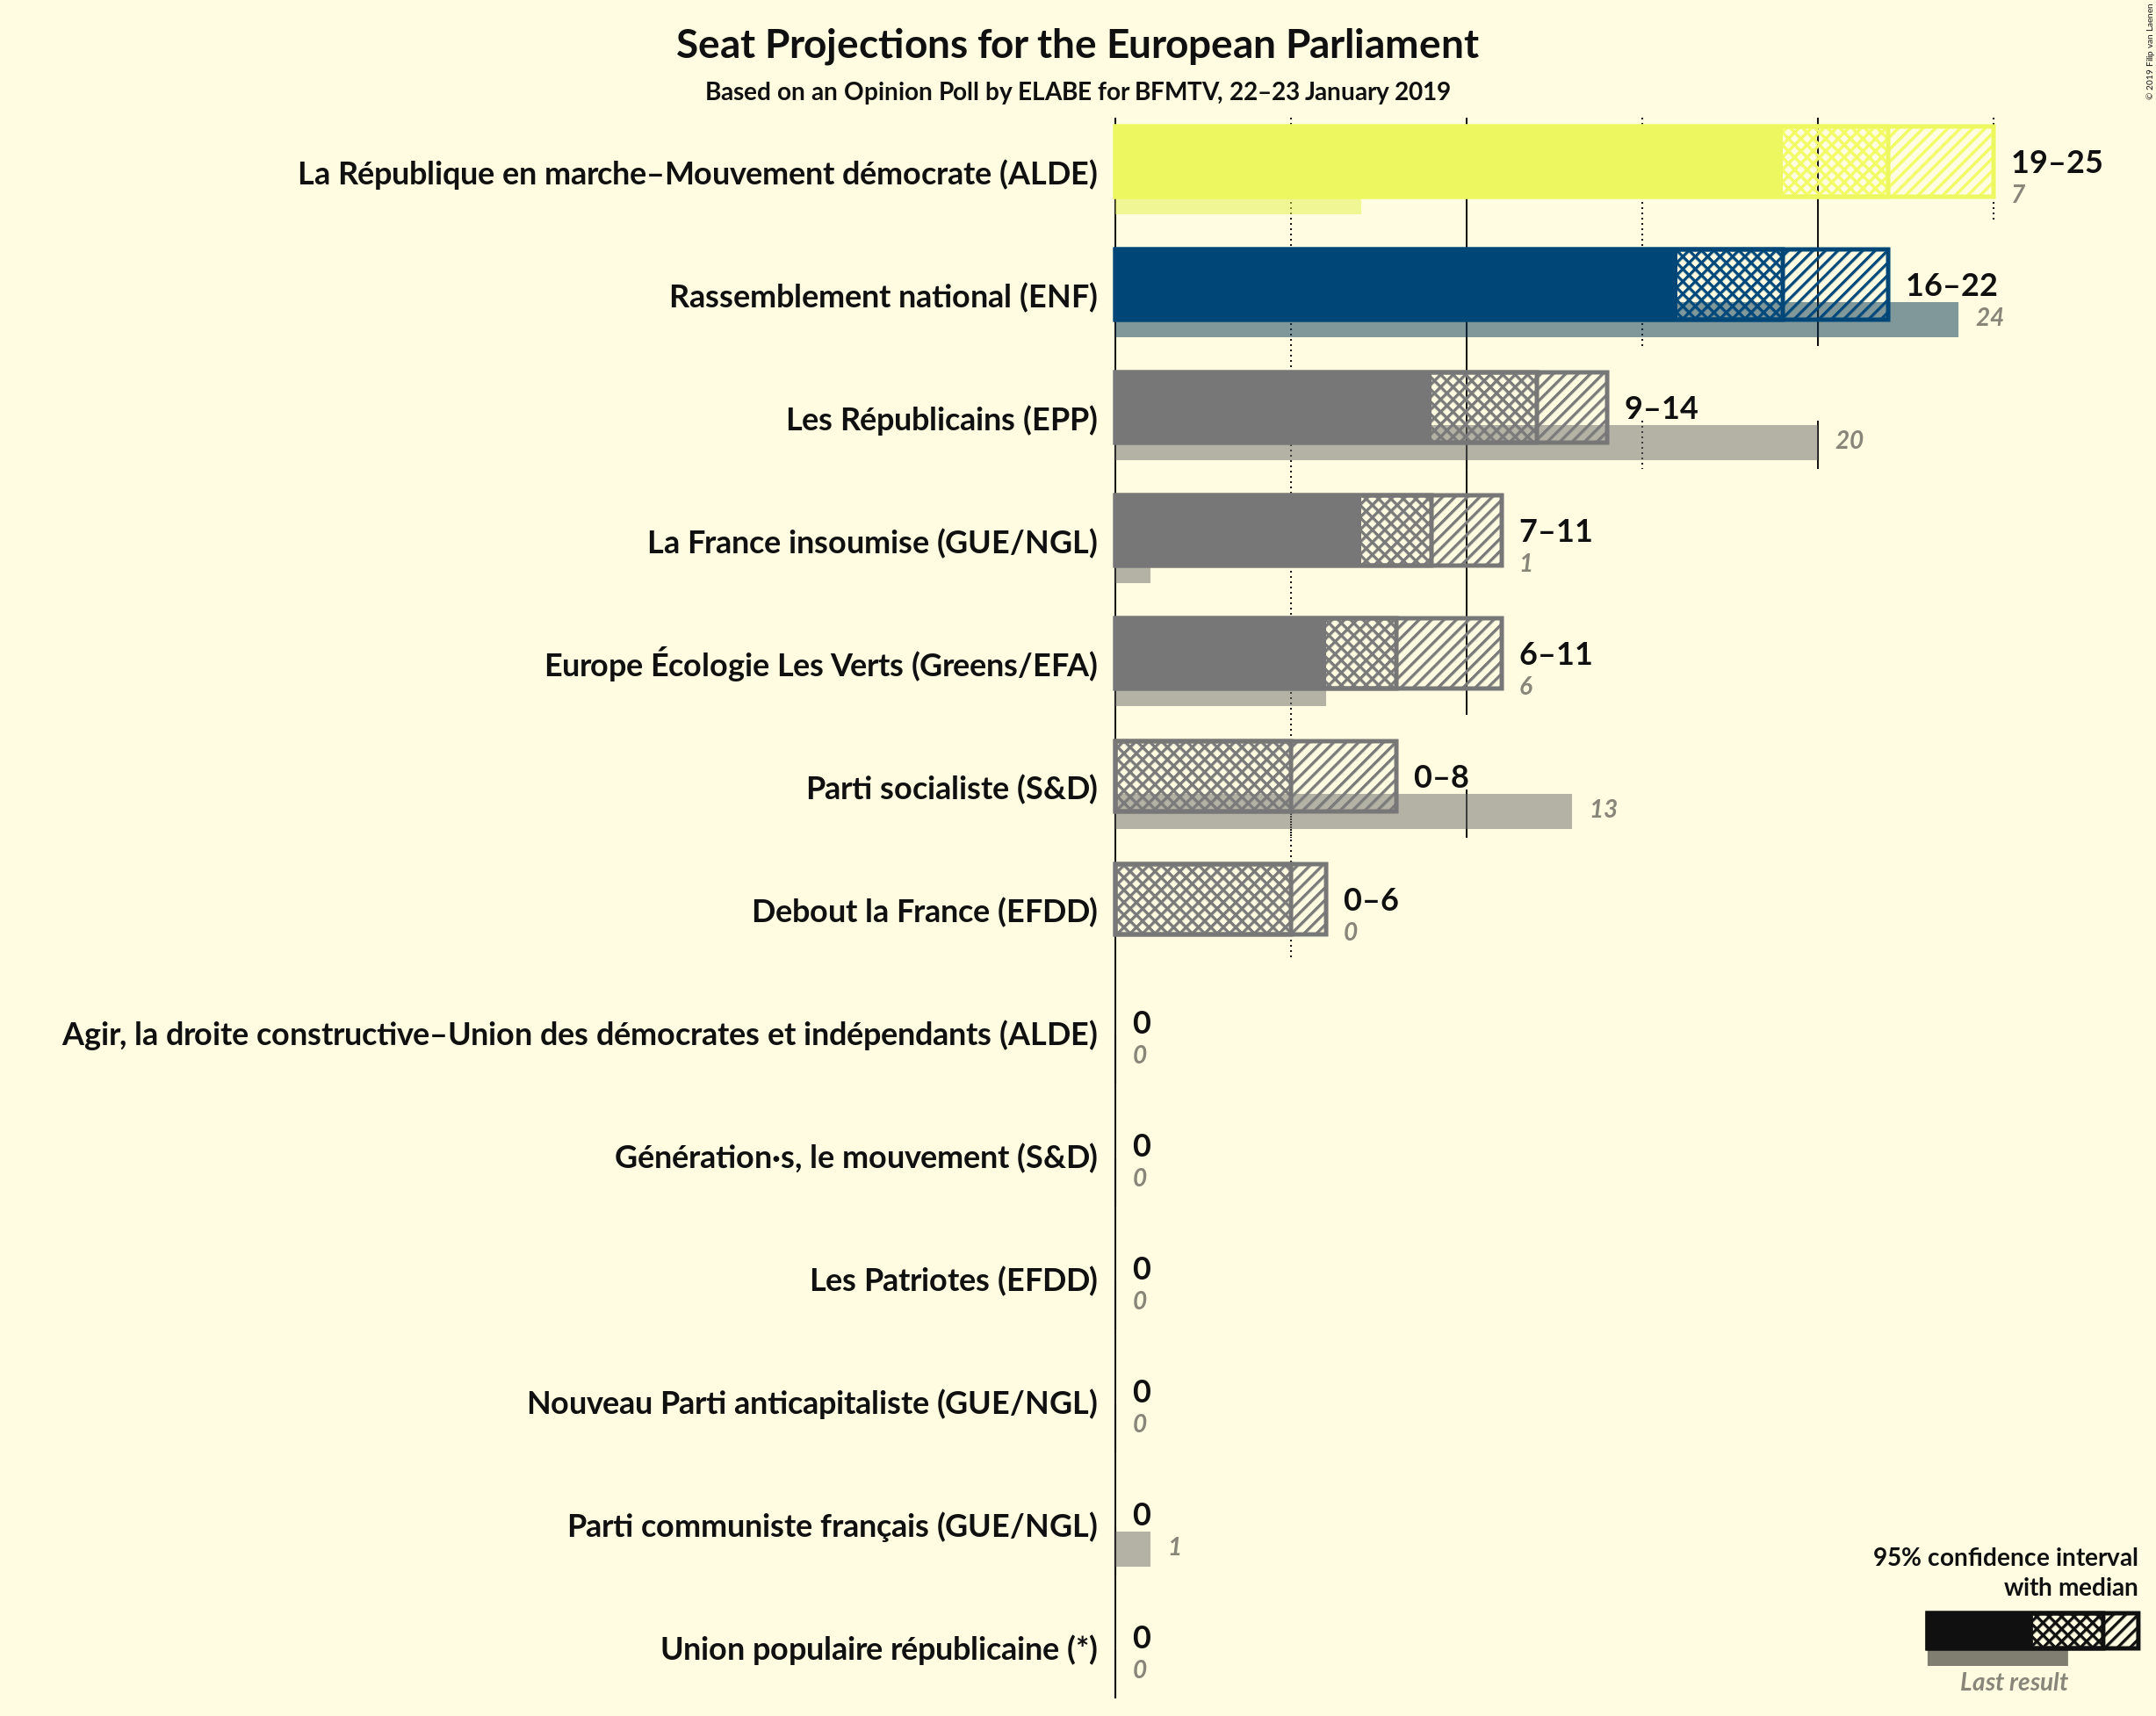 Seat Projections for the European Parliament
Based on an Opinion Poll by ELABE for BFMTV, 22–23 January 2019
© 2019 Filip van Laenen
La République en marche–Mouvement démocrate (ALDE)
19–25
7
Rassemblement national (ENF)
16–22
24
Les Républicains (EPP)
9–14
20
La France insoumise (GUE/NGL)
7–11
1
Europe Écologie Les Verts (Greens/EFA)
6–11
6
Parti socialiste (S&D)
0–8
13
Debout la France (EFDD)
0–6
0
Agir, la droite constructive–Union des démocrates et indépendants (ALDE)
0
0
Génération·s, le mouvement (S&D)
0
0
Les Patriotes (EFDD)
0
0
Nouveau Parti anticapitaliste (GUE/NGL)
0
0
Parti communiste français (GUE/NGL)
0
1
Union populaire républicaine (*)
0
0
95% confidence interval
with median
Last result